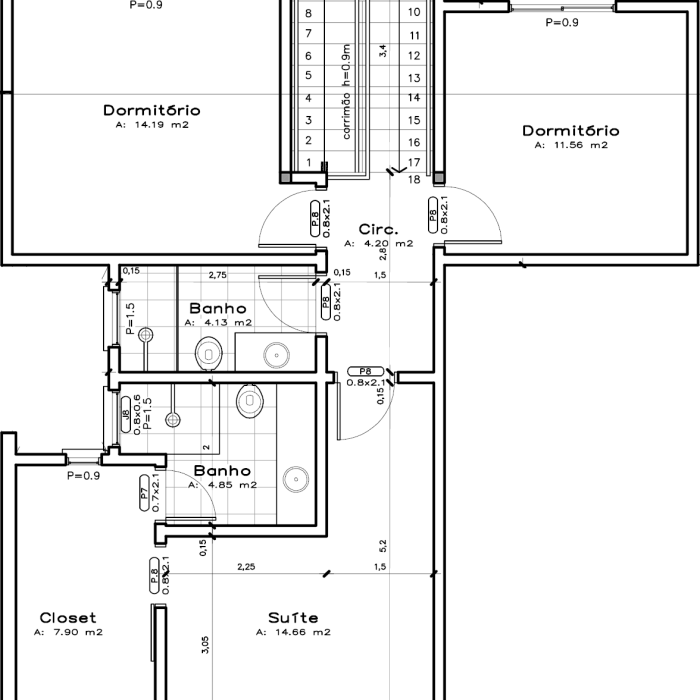 P=0.9
8
7
6
5
4
3
2
1
corrimão h=0.9m
3,4
10
11
12
13
14
15
16
17
18
P=0.9
Dormitório
A: 14.19 m2
Dormitório
A: 11.56 m2
P.8
0.8x2.1
P8
0.8x2.1
Circ.
A: 4.20 m2
2,8
0,15
2,75
0,15
1,5
P=1.5
Banho
A: 4.13 m2
P8
0.8x2.1
P8
0.8x2.1
0,15
J8
0.8x0.6
P=1.5
2
Banho
A: 4.85 m2
P=0.9
P7
0.7x2.1
0,15
5,2
P.8
0.8x2.1
2,25
1,5
Closet
A: 7.90 m2
Suíte
A: 14.66 m2
3,05